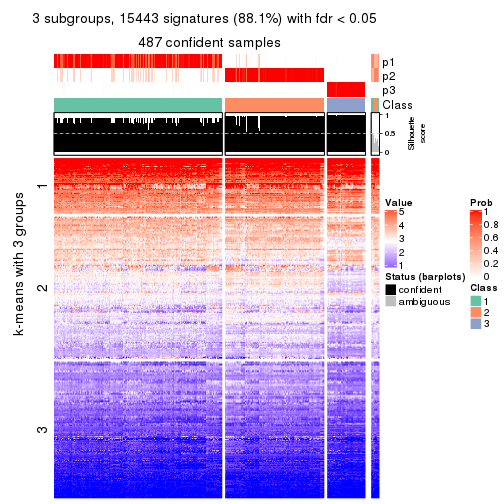 3 subgroups, 15443 signatures (88.1%) with fdr < 0.05
487 confident samples
p1
p2
p3
Class
1
0.5
0
Silhouette
score
k-means with 3 groups
1
2
3
Value
5
4
3
2
1
Status (barplots)
confident
ambiguous
Prob
1
0.8
0.6
0.4
0.2
0
Class
1
2
3